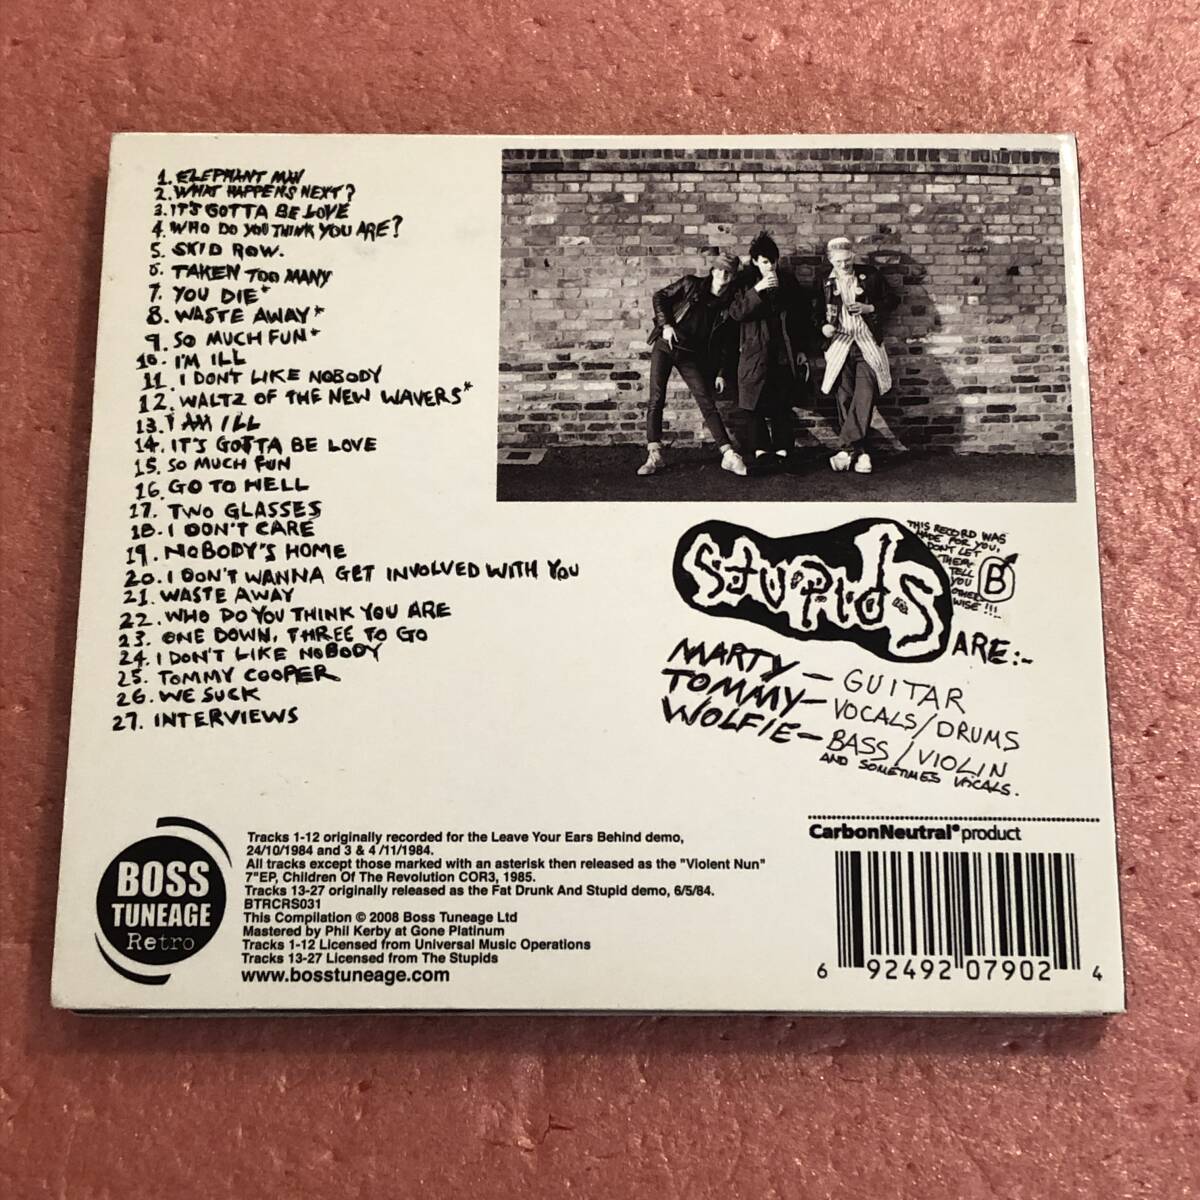 1. ELEPHANT MAN
2. WHAT HAPPENS NEXT?
3. IT'S GOTTA BE LOVE
4. WHO DO YOU THINK YOU ARE?
5. SKID ROW.
6. TAKEN TOO MANY
7. YOU DIE*
8. WASTE AWAY*
9. SO MUCH FUN*
10. I'M ILL
11. I DON'T LIKE NOBODY
12. WALTZ OF THE NEW WAVERS*
13. I AM ILL
14. IT'S GOTTA BE LOVE
15. SO MUCH FUN
16. GO TO HELL
17. TWO GLASSES
18. I DON'T CARE
19. NOBODY'S HOME
20. I DON'T WANNA GET INVOLVED WITH YOU
21. WASTE AWAY
22. WHO DO YOU THINK YOU ARE
23. ONE DOWN, THREE TO GO
24. I DON'T LIKE NOBODY
25. TOMMY COOPER
26. WE SUCK
27. INTERVIEWS
STUPIDS
THIS RECORD WAS
MADE FOR YOU,
DONT LET
THEM
TELL
YOU
OTHER
WISE!!!
B
ARE:-
MARTY - GUITAR
TOMMY - VOCALS/DRUMS
WOLFIE - BASS/VIOLIN
AND SOMETIMES VOCALS.
BOSS
TUNEAGE
Retro
Tracks 1-12 originally recorded for the Leave Your Ears Behind demo,
24/10/1984 and 3 & 4 /11/1984.
All tracks except those marked with an asterisk then released as the "Violent Nun"
7"EP, Children Of The Revolution COR3, 1985.
Tracks 13-27 originally released as the Fat Drunk And Stupid demo, 6/5/84.
BTRCRS031
This Compilation © 2008 Boss Tuneage Ltd
Mastered by Phil Kerby at Gone Platinum
Tracks 1-12 Licensed from Universal Music Operations
Tracks 13-27 Licensed from The Stupids
www.bosstuneage.com
CarbonNeutral® product
6 92492 07902 4